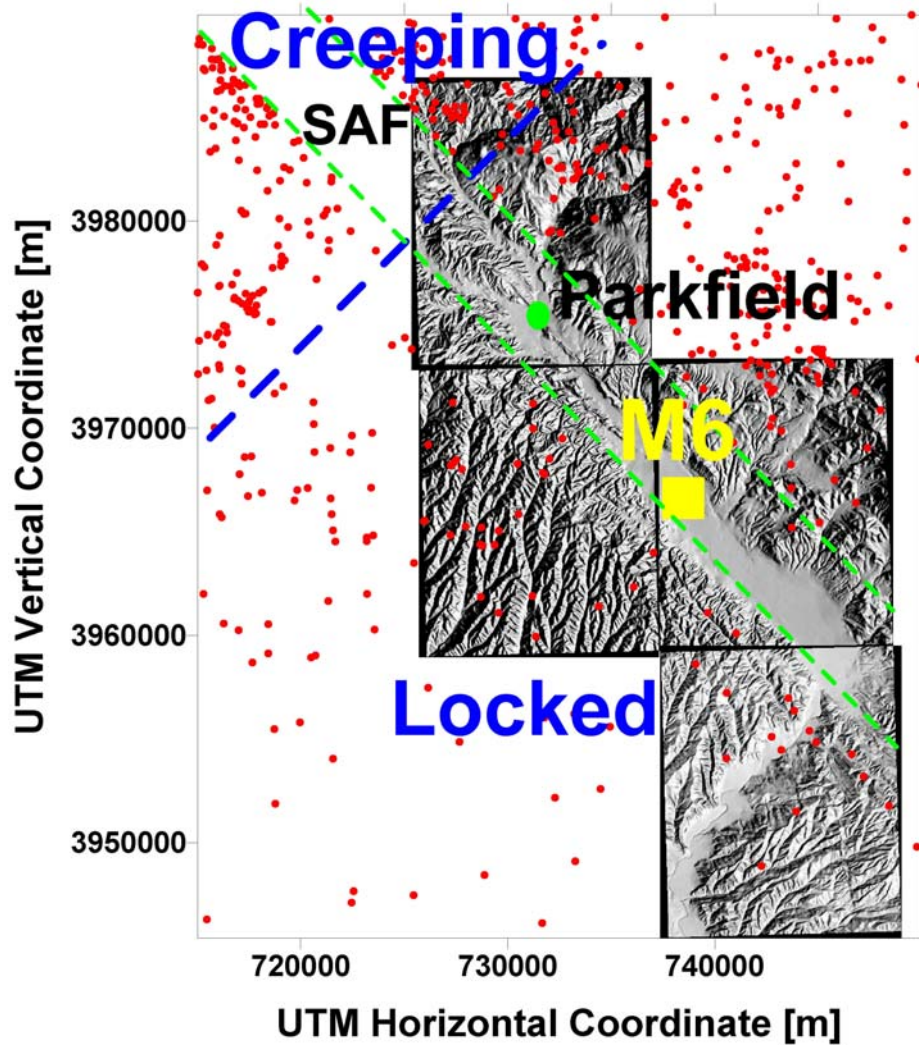 Creeping
SAF
3980000
Parkfield
3970000
M6
3960000
Locked
3950000
720000
730000
740000
UTM Vertical Coordinate [m]
UTM Horizontal Coordinate [m]